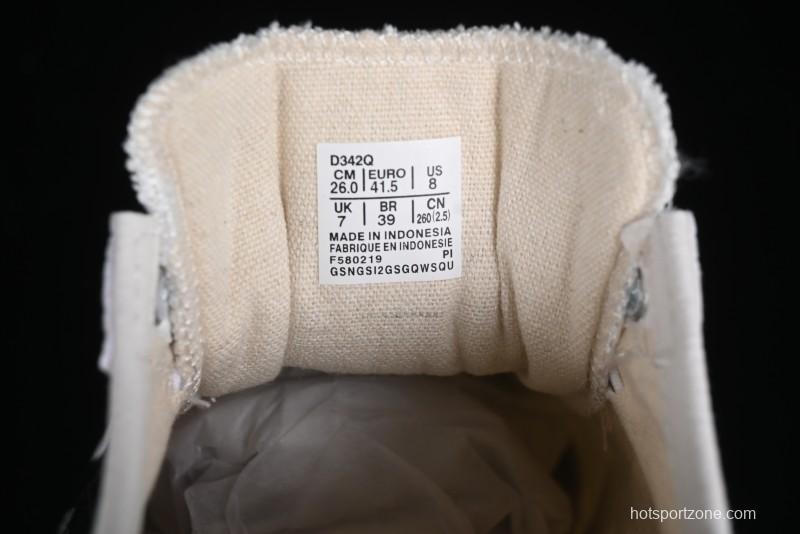 D342Q
CM | EURO | US
26.0 | 41.5 | 8
UK | BR | CN
7 | 39 | 260(2.5)
MADE IN INDONESIA
FABRIQUE EN INDONESIE
F580219 PI
GSNGSI2GSGQWSQU
hotsportzone.com